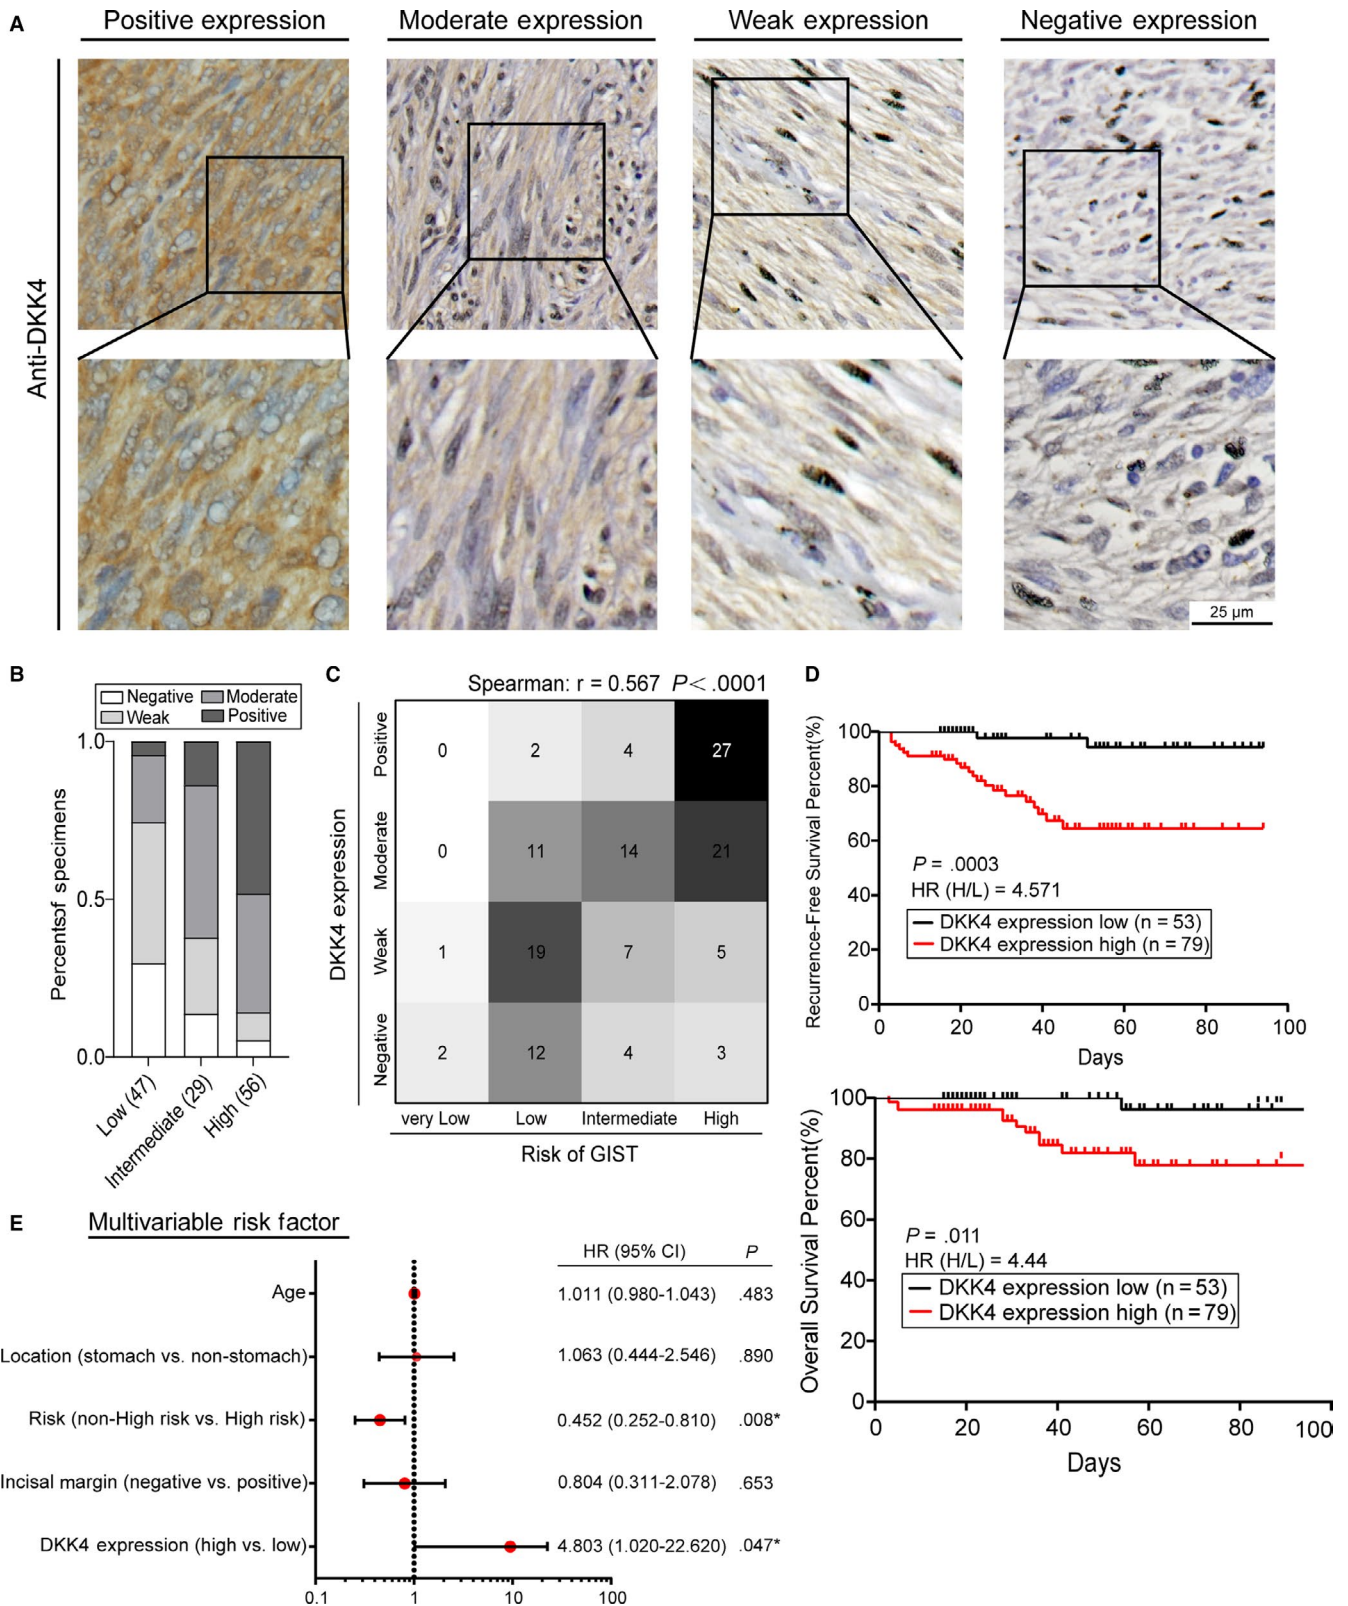 A
Positive expression
Moderate expression
Weak expression
Negative expression
Anti-DKK4
25 µm
B
Negative
Moderate
Weak
Positive
Percentsof specimens
1.0
0.5
0.0
Low (47)
Intermediate (29)
High (56)
C
Spearman: r = 0.567 P< .0001
DKK4 expression
Positive
0 2 4 27
Moderate
0 11 14 21
Weak
1 19 7 5
Negative
2 12 4 3
very Low Low Intermediate High
Risk of GIST
D
Recurrence-Free Survival Percent(%)
100
80
60
40
20
0
P = .0003
HR (H/L) = 4.571
DKK4 expression low (n = 53)
DKK4 expression high (n = 79)
0 20 40 60 80 100
Days
Overall Survival Percent(%)
100
80
60
40
20
0
P = .011
HR (H/L) = 4.44
DKK4 expression low (n = 53)
DKK4 expression high (n = 79)
0 20 40 60 80 100
Days
E
Multivariable risk factor
HR (95% CI) P
Age 1.011 (0.980-1.043) .483
Location (stomach vs. non-stomach) 1.063 (0.444-2.546) .890
Risk (non-High risk vs. High risk) 0.452 (0.252-0.810) .008*
Incisal margin (negative vs. positive) 0.804 (0.311-2.078) .653
DKK4 expression (high vs. low) 4.803 (1.020-22.620) .047*
0.1 1 10 100